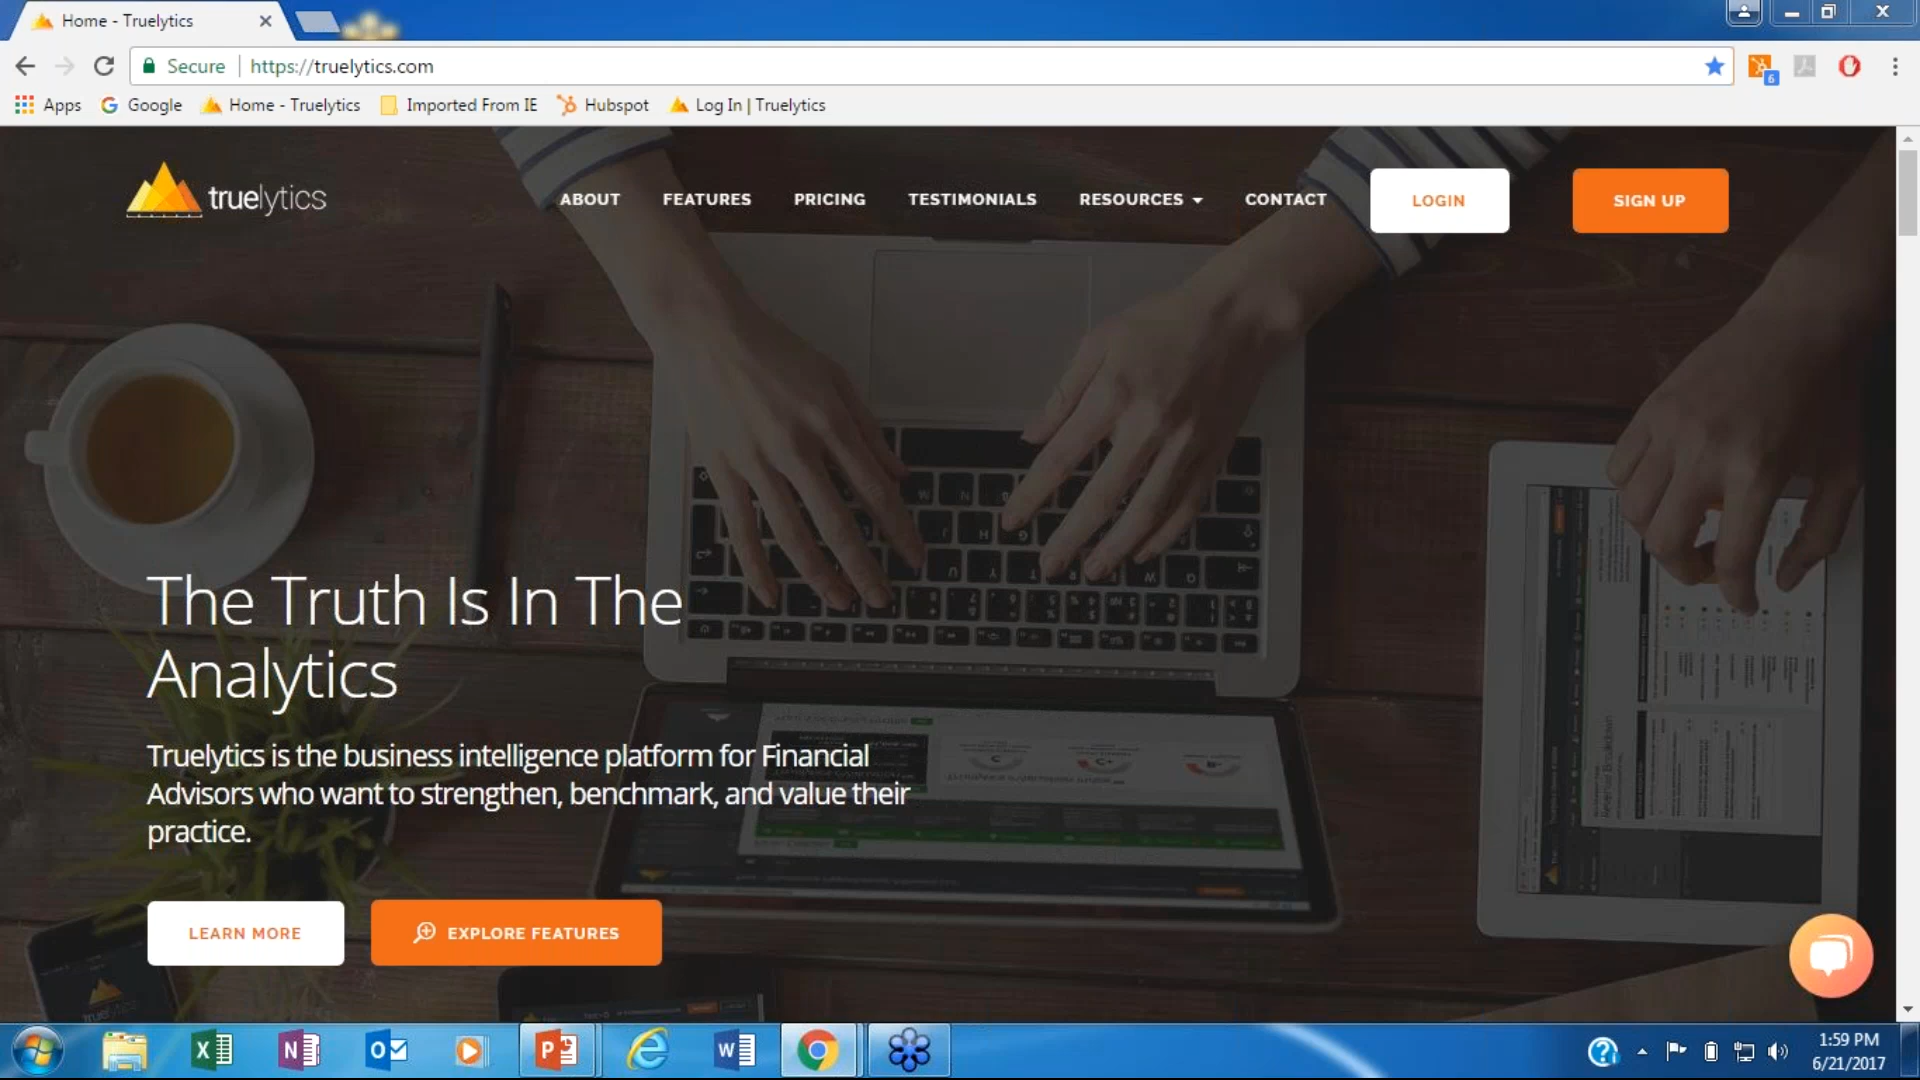 Home - Truelytics
Secure https://truelytics.com
6
Apps Google Home - Truelytics Imported From IE Hubspot Log In | Truelytics
truelytics
ABOUT FEATURES PRICING TESTIMONIALS RESOURCES CONTACT LOGIN SIGN UP
The Truth Is In The
Analytics
Truelytics is the business intelligence platform for Financial
Advisors who want to strengthen, benchmark, and value their
practice.
LEARN MORE EXPLORE FEATURES
1:59 PM
6/21/2017